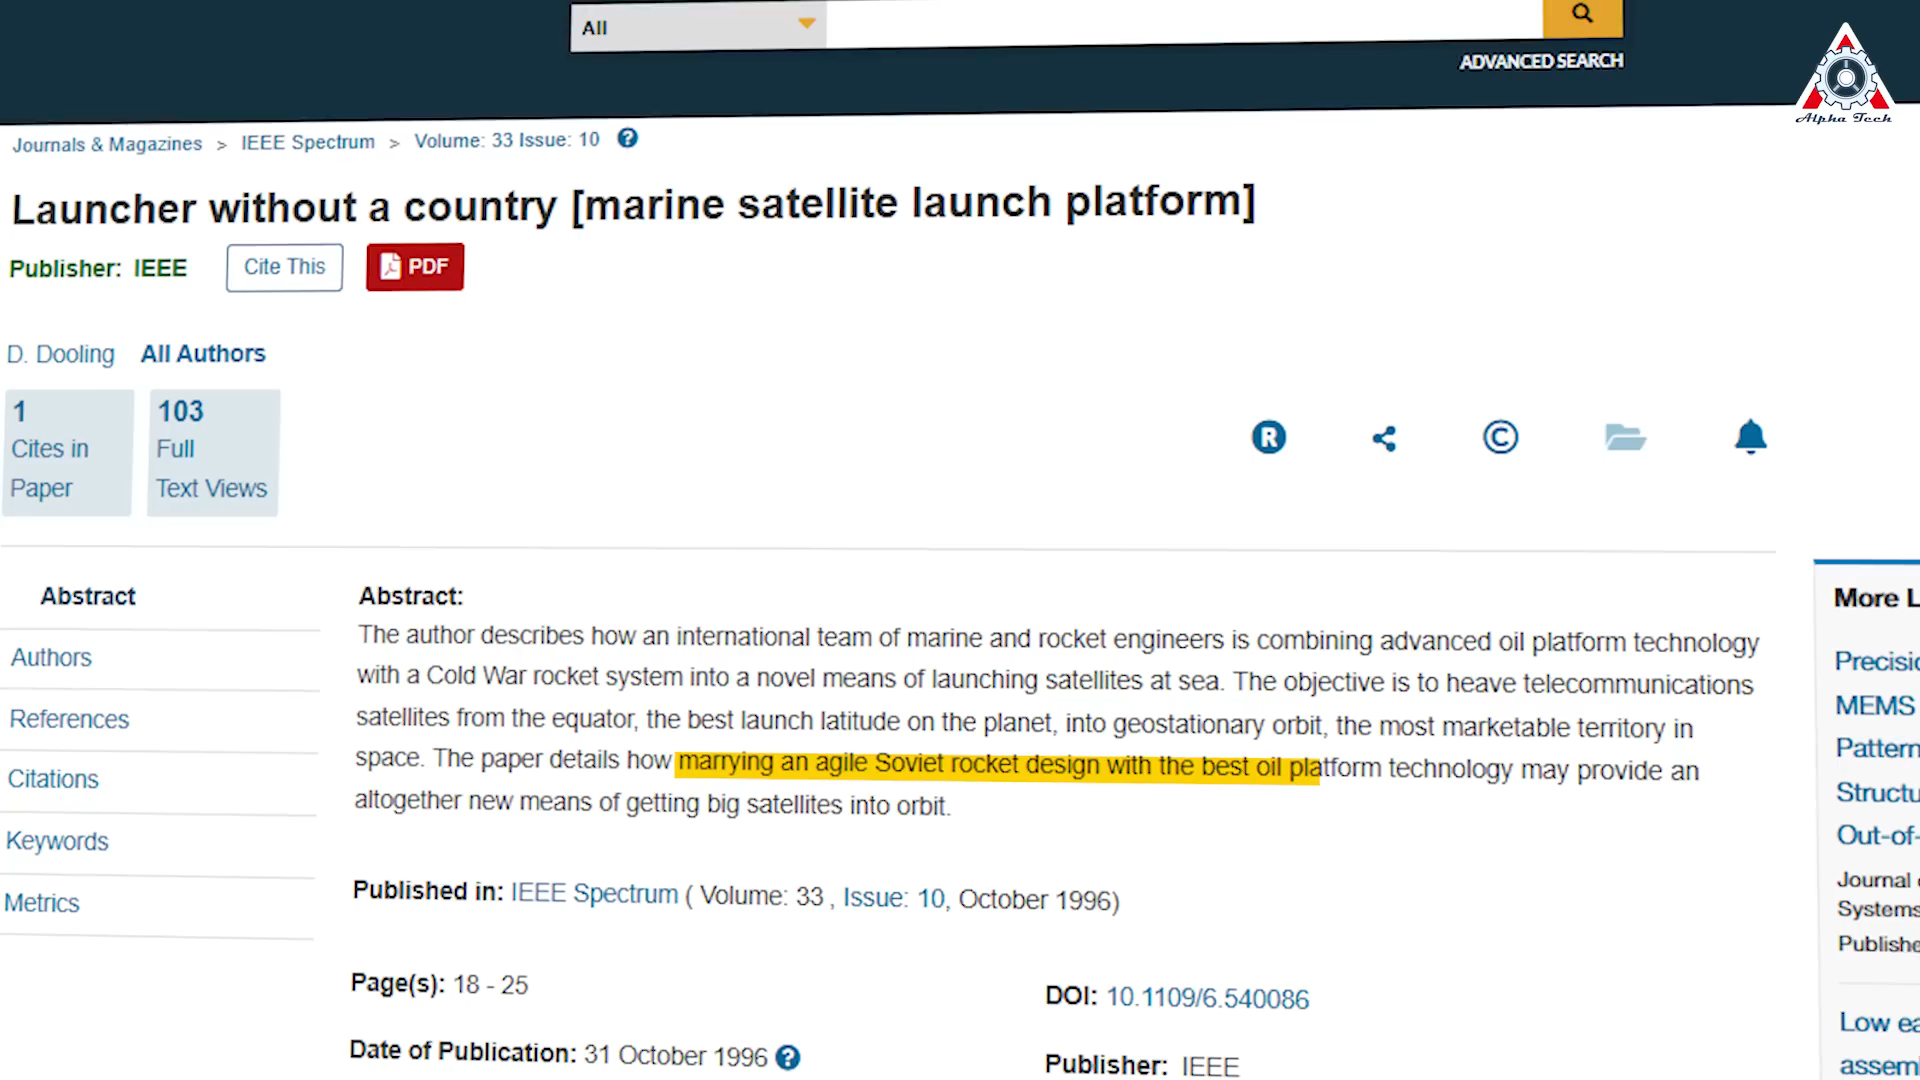 All
ADVANCED SEARCH
Alpha Tech
Journals & Magazines > IEEE Spectrum > Volume: 33 Issue: 10 ?
Launcher without a country [marine satellite launch platform]
Publisher: IEEE Cite This PDF
D. Dooling All Authors
1 103
Cites in Full
Paper Text Views
R ©
Abstract
Authors
References
Citations
Keywords
Metrics
Abstract:
The author describes how an international team of marine and rocket engineers is combining advanced oil platform technology
with a Cold War rocket system into a novel means of launching satellites at sea. The objective is to heave telecommunications
satellites from the equator, the best launch latitude on the planet, into geostationary orbit, the most marketable territory in
space. The paper details how marrying an agile Soviet rocket design with the best oil platform technology may provide an
altogether new means of getting big satellites into orbit.
Published in: IEEE Spectrum ( Volume: 33 , Issue: 10, October 1996)
Page(s): 18 - 25
DOI: 10.1109/6.540086
Date of Publication: 31 October 1996 ?
Publisher: IEEE
More L
Precisio
MEMS
Pattern
Structu
Out-of-
Journal
Systems
Publishe
Low ea
assem